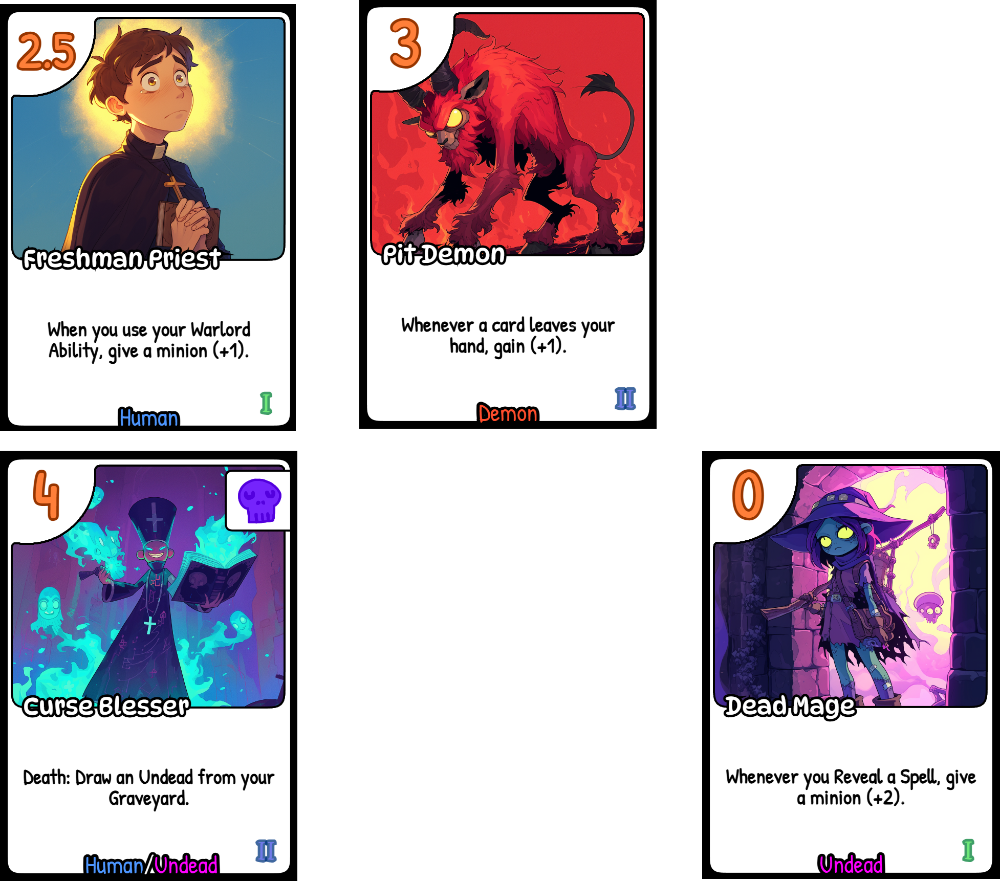 2.5
Freshman Priest
When you use your Warlord
Ability, give a minion (+1).
I
Human
3
Pit Demon
Whenever a card leaves your
hand, gain (+1).
II
Demon
4
Curse Blesser
Death: Draw an Undead from your
Graveyard.
II
Human/Undead
0
Dead Mage
Whenever you Reveal a Spell, give
a minion (+2).
I
Undead